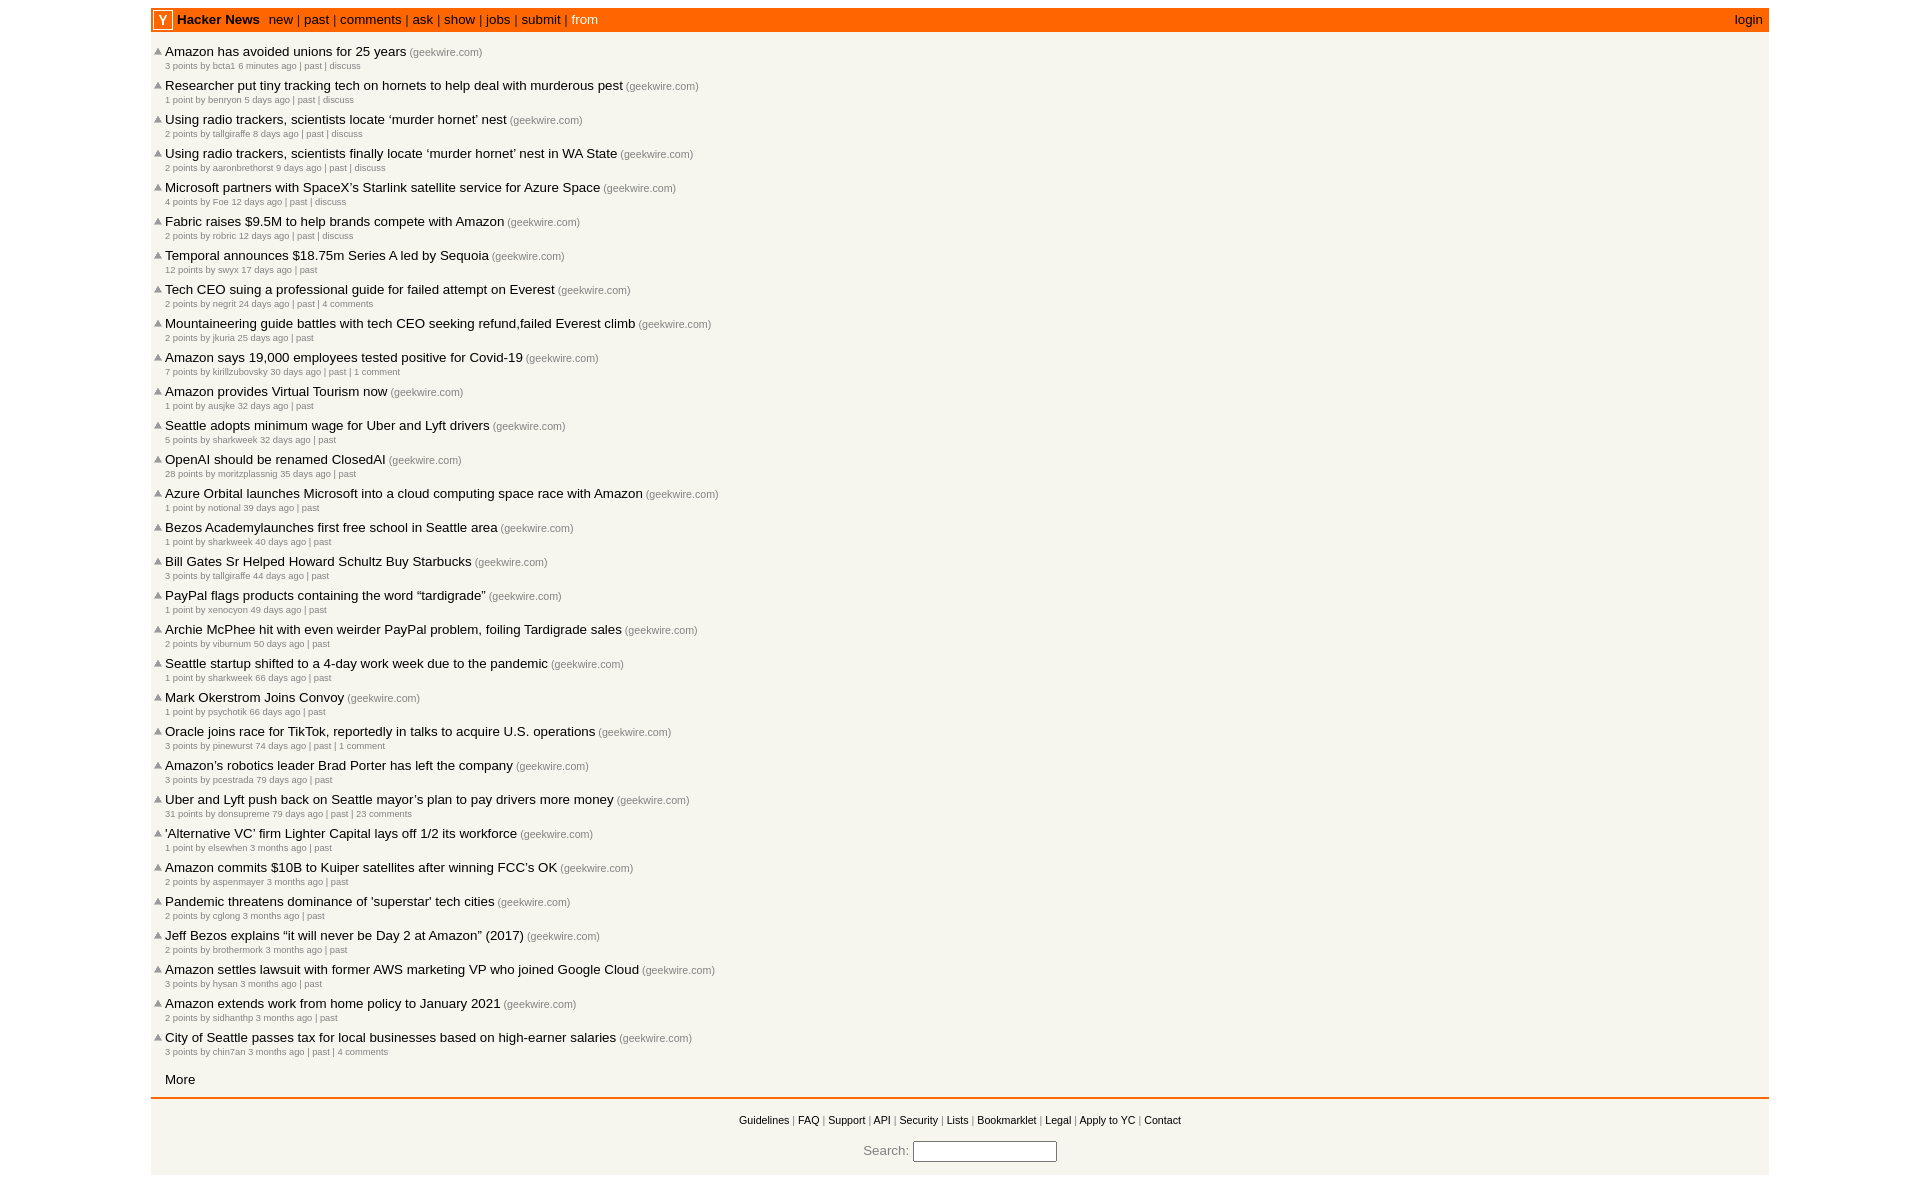 Y Hacker News new | past | comments | ask | show | jobs | submit | from login
Amazon has avoided unions for 25 years (geekwire.com)
3 points by bcta1 6 minutes ago | past | discuss
Researcher put tiny tracking tech on hornets to help deal with murderous pest (geekwire.com)
1 point by benryon 5 days ago | past | discuss
Using radio trackers, scientists locate ‘murder hornet’ nest (geekwire.com)
2 points by tallgiraffe 8 days ago | past | discuss
Using radio trackers, scientists finally locate ‘murder hornet’ nest in WA State (geekwire.com)
2 points by aaronbrethorst 9 days ago | past | discuss
Microsoft partners with SpaceX’s Starlink satellite service for Azure Space (geekwire.com)
4 points by Foe 12 days ago | past | discuss
Fabric raises $9.5M to help brands compete with Amazon (geekwire.com)
2 points by robric 12 days ago | past | discuss
Temporal announces $18.75m Series A led by Sequoia (geekwire.com)
12 points by swyx 17 days ago | past
Tech CEO suing a professional guide for failed attempt on Everest (geekwire.com)
2 points by negrit 24 days ago | past | 4 comments
Mountaineering guide battles with tech CEO seeking refund,failed Everest climb (geekwire.com)
2 points by jkuria 25 days ago | past
Amazon says 19,000 employees tested positive for Covid-19 (geekwire.com)
7 points by kirillzubovsky 30 days ago | past | 1 comment
Amazon provides Virtual Tourism now (geekwire.com)
1 point by ausjke 32 days ago | past
Seattle adopts minimum wage for Uber and Lyft drivers (geekwire.com)
5 points by sharkweek 32 days ago | past
OpenAI should be renamed ClosedAI (geekwire.com)
28 points by moritzplassnig 35 days ago | past
Azure Orbital launches Microsoft into a cloud computing space race with Amazon (geekwire.com)
1 point by notional 39 days ago | past
Bezos Academylaunches first free school in Seattle area (geekwire.com)
1 point by sharkweek 40 days ago | past
Bill Gates Sr Helped Howard Schultz Buy Starbucks (geekwire.com)
3 points by tallgiraffe 44 days ago | past
PayPal flags products containing the word “tardigrade” (geekwire.com)
1 point by xenocyon 49 days ago | past
Archie McPhee hit with even weirder PayPal problem, foiling Tardigrade sales (geekwire.com)
2 points by viburnum 50 days ago | past
Seattle startup shifted to a 4-day work week due to the pandemic (geekwire.com)
1 point by sharkweek 66 days ago | past
Mark Okerstrom Joins Convoy (geekwire.com)
1 point by psychotik 66 days ago | past
Oracle joins race for TikTok, reportedly in talks to acquire U.S. operations (geekwire.com)
3 points by pinewurst 74 days ago | past | 1 comment
Amazon’s robotics leader Brad Porter has left the company (geekwire.com)
3 points by pcestrada 79 days ago | past
Uber and Lyft push back on Seattle mayor’s plan to pay drivers more money (geekwire.com)
31 points by donsupreme 79 days ago | past | 23 comments
'Alternative VC’ firm Lighter Capital lays off 1/2 its workforce (geekwire.com)
1 point by elsewhen 3 months ago | past
Amazon commits $10B to Kuiper satellites after winning FCC’s OK (geekwire.com)
2 points by aspenmayer 3 months ago | past
Pandemic threatens dominance of 'superstar' tech cities (geekwire.com)
2 points by cglong 3 months ago | past
Jeff Bezos explains “it will never be Day 2 at Amazon” (2017) (geekwire.com)
2 points by brothermork 3 months ago | past
Amazon settles lawsuit with former AWS marketing VP who joined Google Cloud (geekwire.com)
3 points by hysan 3 months ago | past
Amazon extends work from home policy to January 2021 (geekwire.com)
2 points by sidhanthp 3 months ago | past
City of Seattle passes tax for local businesses based on high-earner salaries (geekwire.com)
3 points by chin7an 3 months ago | past | 4 comments
More
Guidelines | FAQ | Support | API | Security | Lists | Bookmarklet | Legal | Apply to YC | Contact
Search: